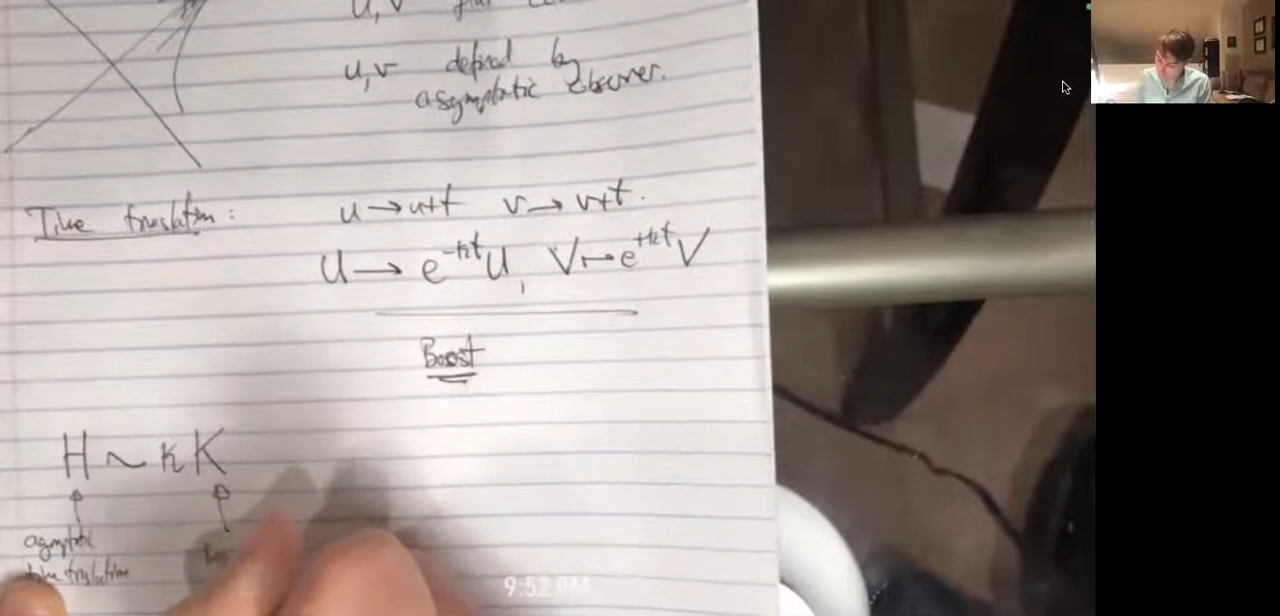 U, V
u, v defined by
asymptotic observer.
Time translation:
u → u+t v → v+t.
U → e^{-κt}U, V → e^{+κt}V
Boost
H ~ κK
asymptotic
time translation
9:52 PM